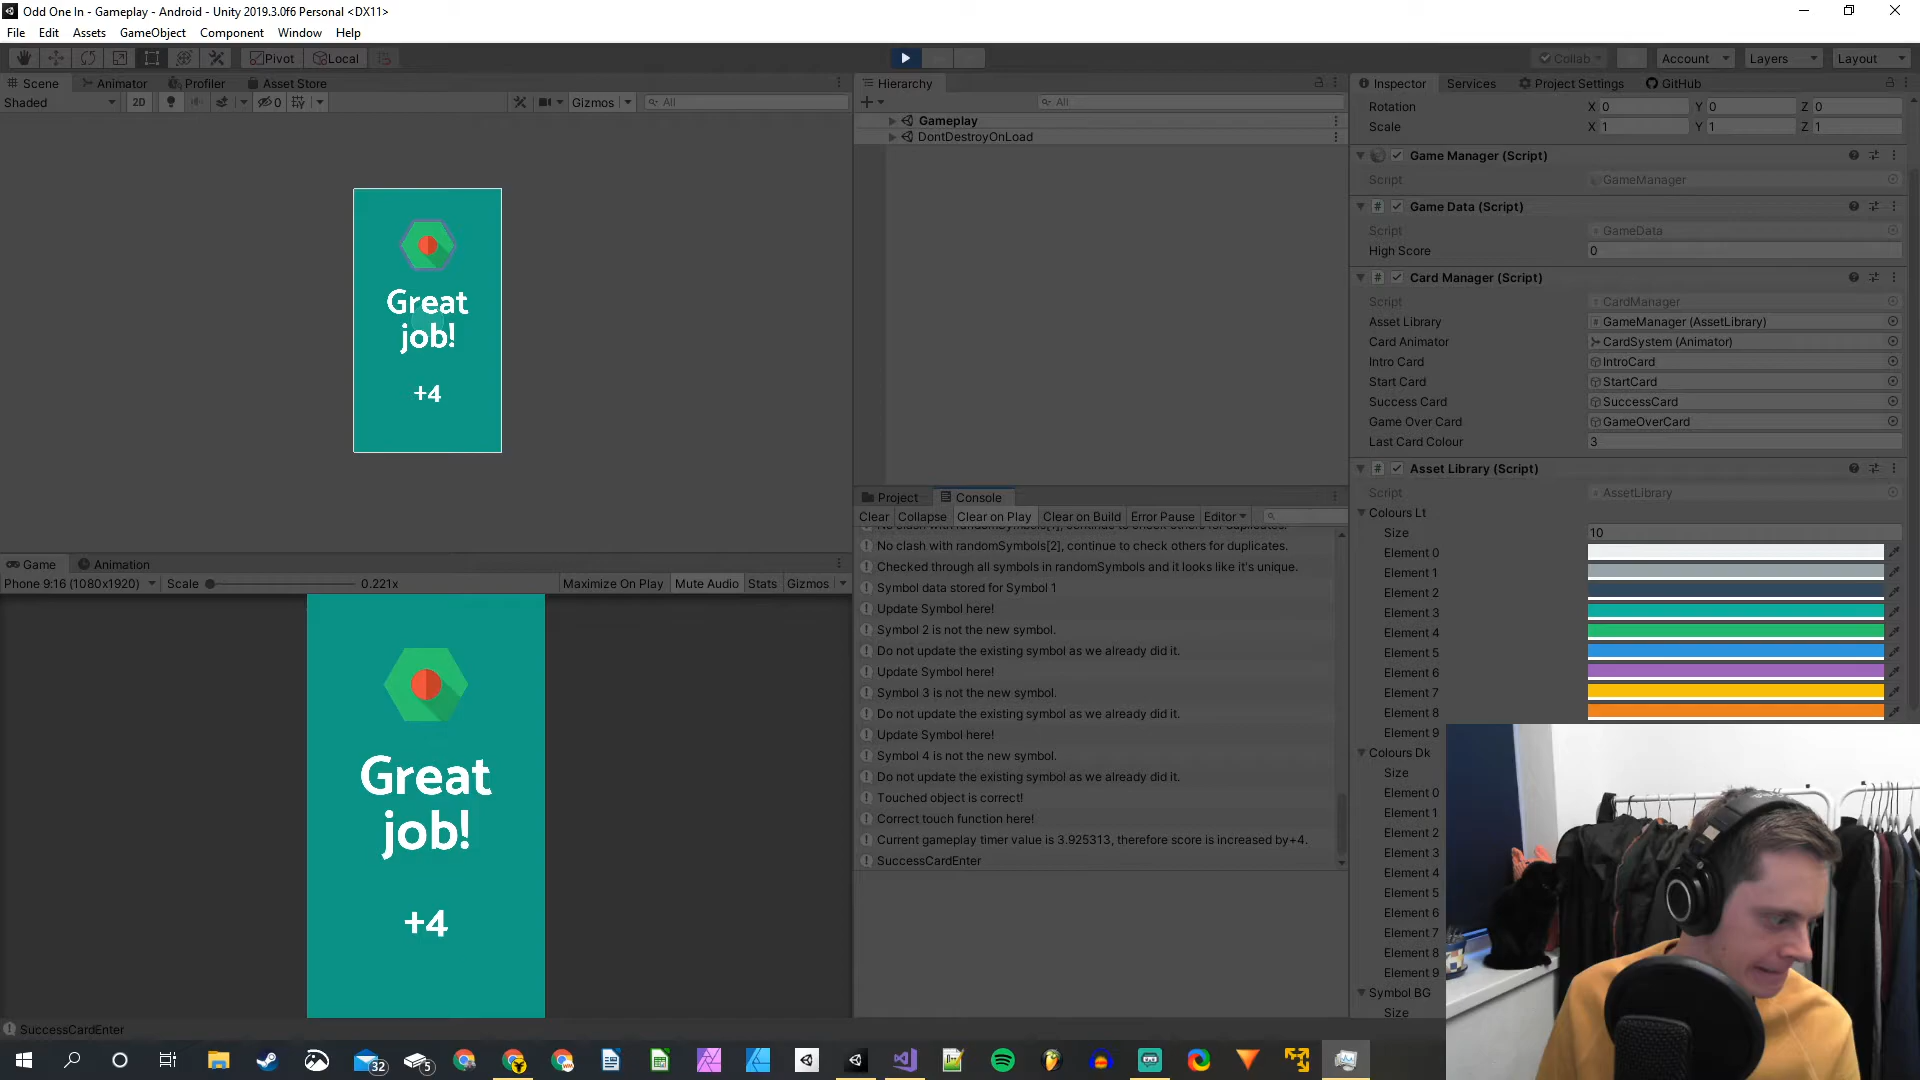 Odd One In - Gameplay - Android - Unity 2019.3.0f6 Personal <DX11>
File Edit Assets GameObject Component Window Help
Pivot Local Collab Account Layers Layout
Scene Animator Profiler Asset Store
Shaded 2D 0 Gizmos All
Great
job!
+4
Game Animation
Phone 9:16 (1080x1920) Scale 0.221x Maximize On Play Mute Audio Stats Gizmos
Great
job!
+4
Hierarchy
All
Gameplay
DontDestroyOnLoad
Project Console
Clear Collapse Clear on Play Clear on Build Error Pause Editor
No clash with randomSymbols[1], continue to check others for duplicates.
No clash with randomSymbols[2], continue to check others for duplicates.
Checked through all symbols in randomSymbols and it looks like it's unique.
Symbol data stored for Symbol 1
Update Symbol here!
Symbol 2 is not the new symbol.
Do not update the existing symbol as we already did it.
Update Symbol here!
Symbol 3 is not the new symbol.
Do not update the existing symbol as we already did it.
Update Symbol here!
Symbol 4 is not the new symbol.
Do not update the existing symbol as we already did it.
Touched object is correct!
Correct touch function here!
Current gameplay timer value is 3.925313, therefore score is increased by+4.
SuccessCardEnter
Inspector Services Project Settings GitHub
Rotation X 0 Y 0 Z 0
Scale X 1 Y 1 Z 1
Game Manager (Script)
Script GameManager
Game Data (Script)
Script GameData
High Score 0
Card Manager (Script)
Script CardManager
Asset Library GameManager (AssetLibrary)
Card Animator CardSystem (Animator)
Intro Card IntroCard
Start Card StartCard
Success Card SuccessCard
Game Over Card GameOverCard
Last Card Colour 3
Asset Library (Script)
Script AssetLibrary
Colours Lt
Size 10
Element 0
Element 1
Element 2
Element 3
Element 4
Element 5
Element 6
Element 7
Element 8
Element 9
Colours Dk
Size
Element 0
Element 1
Element 2
Element 3
Element 4
Element 5
Element 6
Element 7
Element 8
Element 9
Symbol BG
Size
SuccessCardEnter
32 5